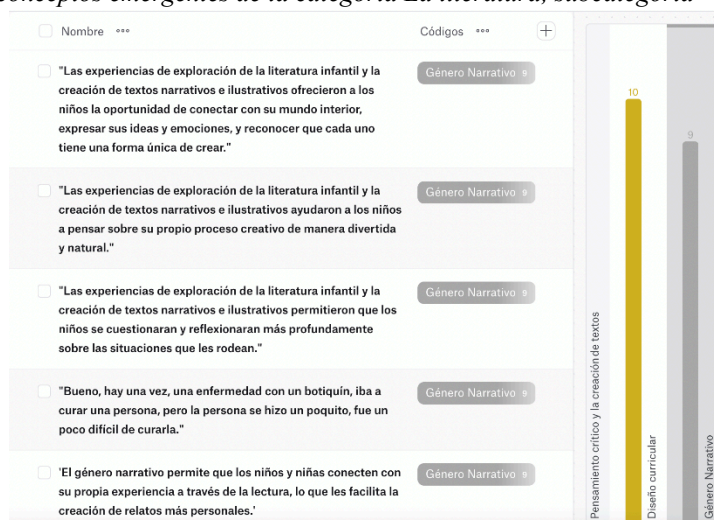 Conceptos emergentes de la categoría La literatura, subcategoría
Nombre
Códigos
"Las experiencias de exploración de la literatura infantil y la
creación de textos narrativos e ilustrativos ofrecieron a los
niños la oportunidad de conectar con su mundo interior,
expresar sus ideas y emociones, y reconocer que cada uno
tiene una forma única de crear."
Género Narrativo 9
"Las experiencias de exploración de la literatura infantil y la
creación de textos narrativos e ilustrativos ayudaron a los niños
a pensar sobre su propio proceso creativo de manera divertida
y natural."
Género Narrativo 9
"Las experiencias de exploración de la literatura infantil y la
creación de textos narrativos e ilustrativos permitieron que los
niños se cuestionaran y reflexionaran más profundamente
sobre las situaciones que les rodean."
Género Narrativo 9
"Bueno, hay una vez, una enfermedad con un botiquín, iba a
curar una persona, pero la persona se hizo un poquito, fue un
poco difícil de curarla."
Género Narrativo 9
'El género narrativo permite que los niños y niñas conecten con
su propia experiencia a través de la lectura, lo que les facilita la
creación de relatos más personales.'
Género Narrativo 9
Pensamiento crítico y la creación de textos
10
Diseño curricular
9
Género Narrativo